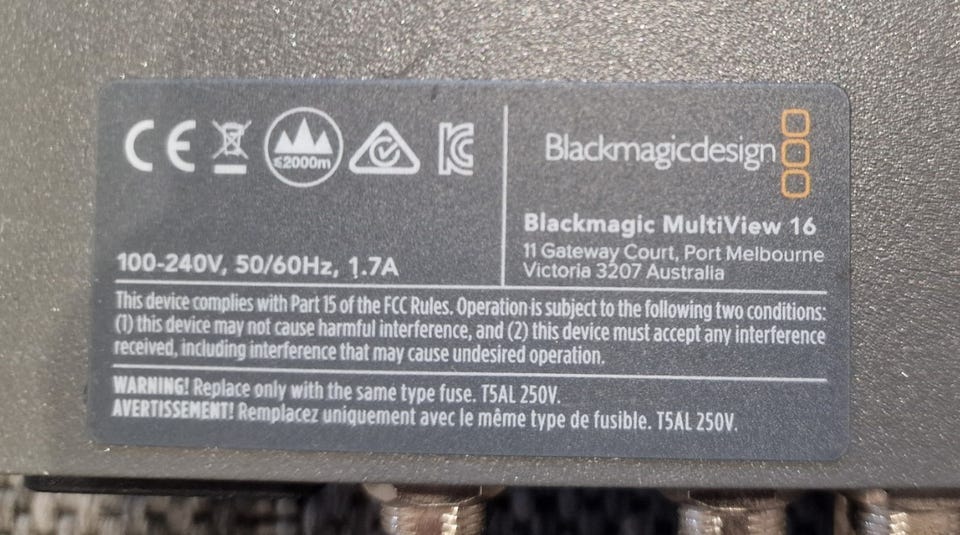 CE
≤2000m
Blackmagicdesign
Blackmagic MultiView 16
11 Gateway Court, Port Melbourne
Victoria 3207 Australia
100-240V, 50/60Hz, 1.7A
This device complies with Part 15 of the FCC Rules. Operation is subject to the following two conditions:
(1) this device may not cause harmful interference, and (2) this device must accept any interference
received, including interference that may cause undesired operation.
WARNING! Replace only with the same type fuse. T5AL 250V.
AVERTISSEMENT! Remplacez uniquement avec le même type de fusible. T5AL 250V.